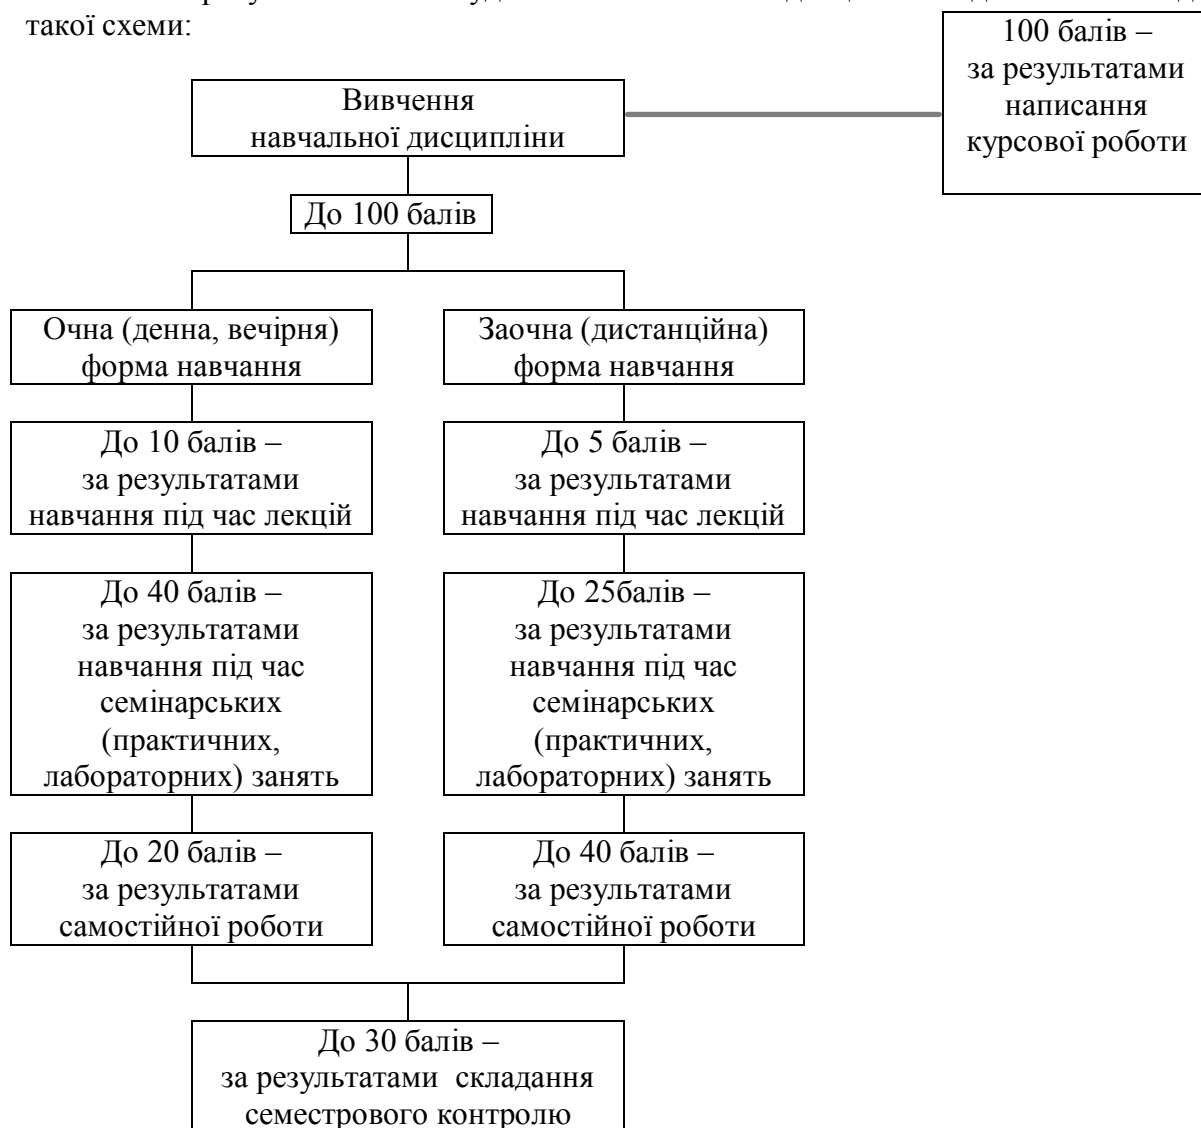 такої схеми:
100 балів –
за результатами
написання
курсової роботи
Вивчення
навчальної дисципліни
До 100 балів
Очна (денна, вечірня)
форма навчання
Заочна (дистанційна)
форма навчання
До 10 балів –
за результатами
навчання під час лекцій
До 5 балів –
за результатами
навчання під час лекцій
До 40 балів –
за результатами
навчання під час
семінарських
(практичних,
лабораторних) занять
До 25балів –
за результатами
навчання під час
семінарських
(практичних,
лабораторних) занять
До 20 балів –
за результатами
самостійної роботи
До 40 балів –
за результатами
самостійної роботи
До 30 балів –
за результатами складання
семестрового контролю